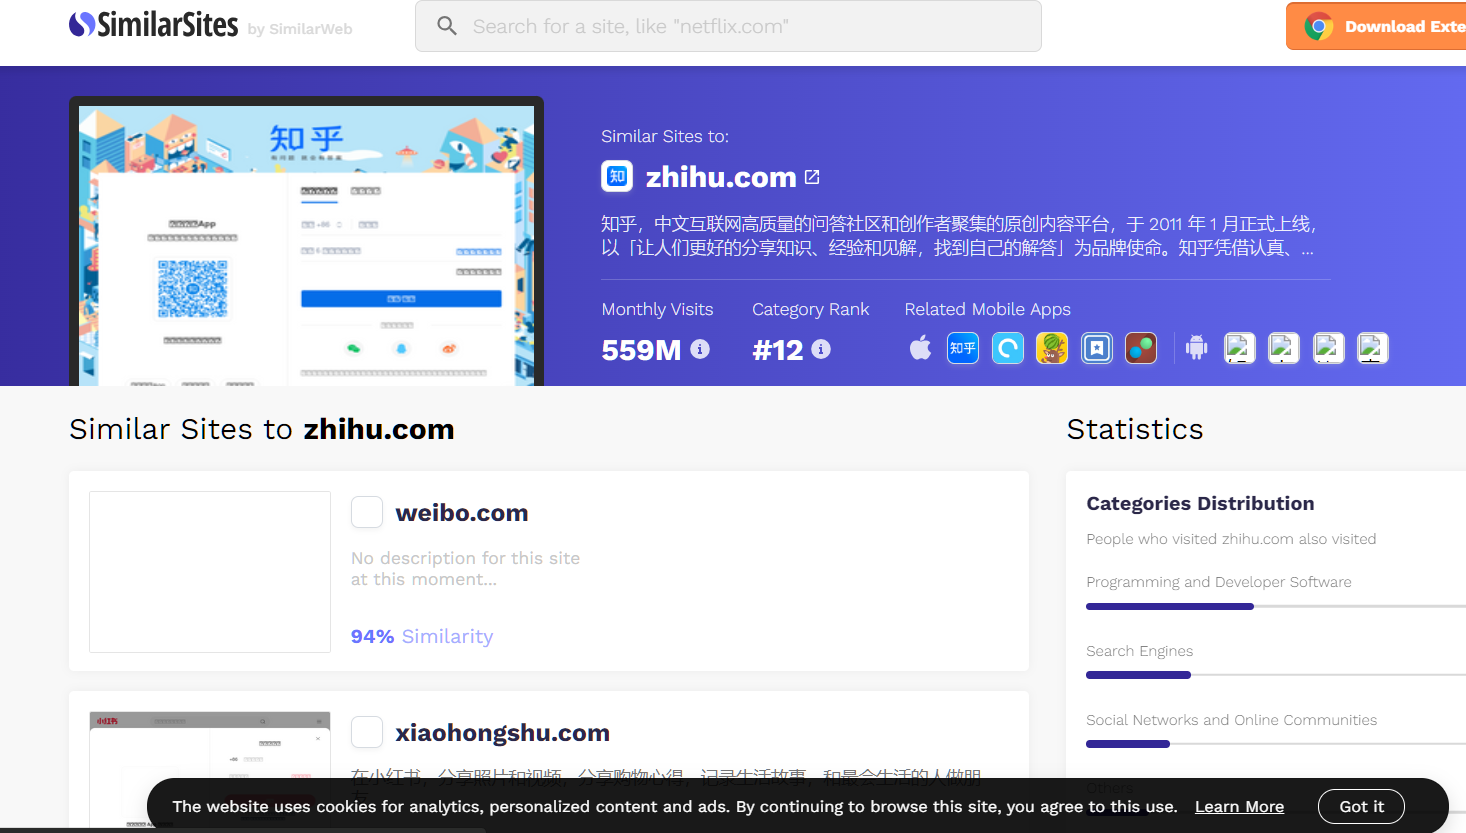 SimilarSites by SimilarWeb
Search for a site, like "netflix.com"
Download Exte
知乎
Similar Sites to:
知 zhihu.com
知乎，中文互联网高质量的问答社区和创作者聚集的原创内容平台，于 2011 年 1 月正式上线，
以「让人们更好的分享知识、经验和见解，找到自己的解答」为品牌使命。知乎凭借认真、...
Monthly Visits
Category Rank
Related Mobile Apps
559M
#12
知乎
Similar Sites to zhihu.com
Statistics
weibo.com
No description for this site
at this moment...
94% Similarity
小红书
xiaohongshu.com
在小红书，分享照片和视频，分享购物心得，记录生活故事，和最会生活的人做朋
Categories Distribution
People who visited zhihu.com also visited
Programming and Developer Software
Search Engines
Social Networks and Online Communities
Others
The website uses cookies for analytics, personalized content and ads. By continuing to browse this site, you agree to this use. Learn More Got it